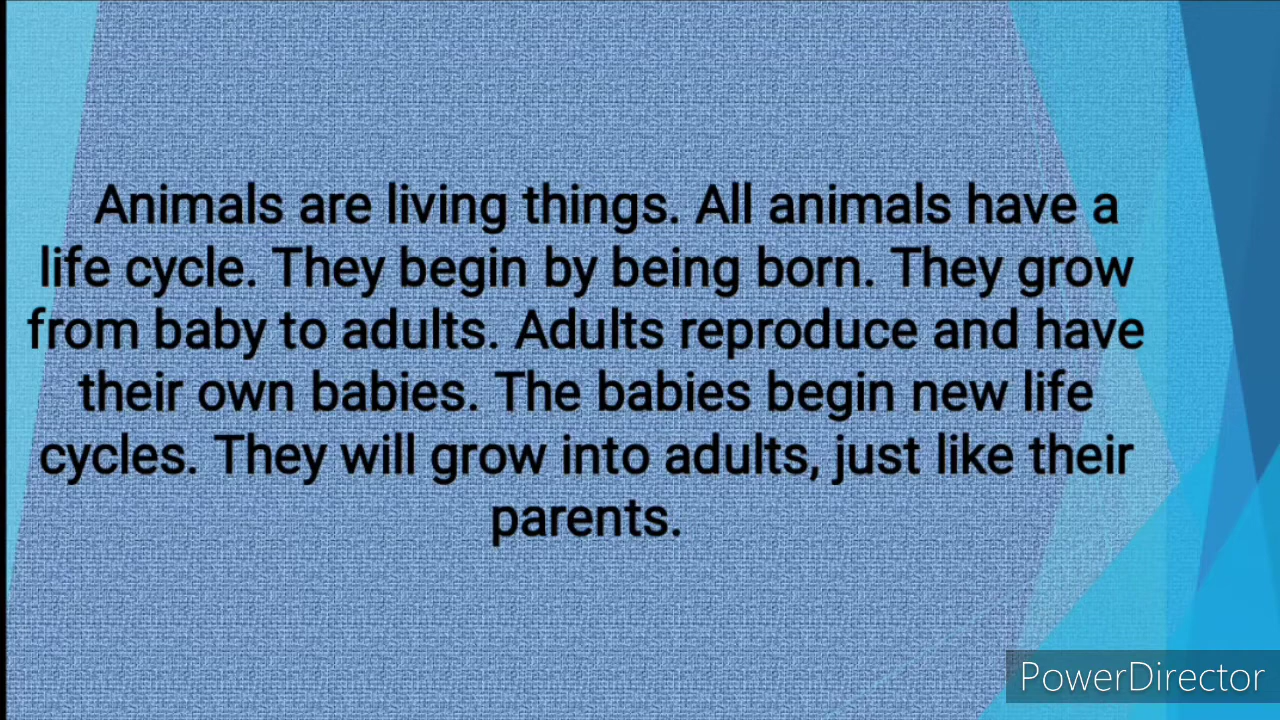 Animals are living things. All animals have a
life cycle. They begin by being born. They grow
from baby to adults. Adults reproduce and have
their own babies. The babies begin new life
cycles. They will grow into adults, just like their
parents.
PowerDirector